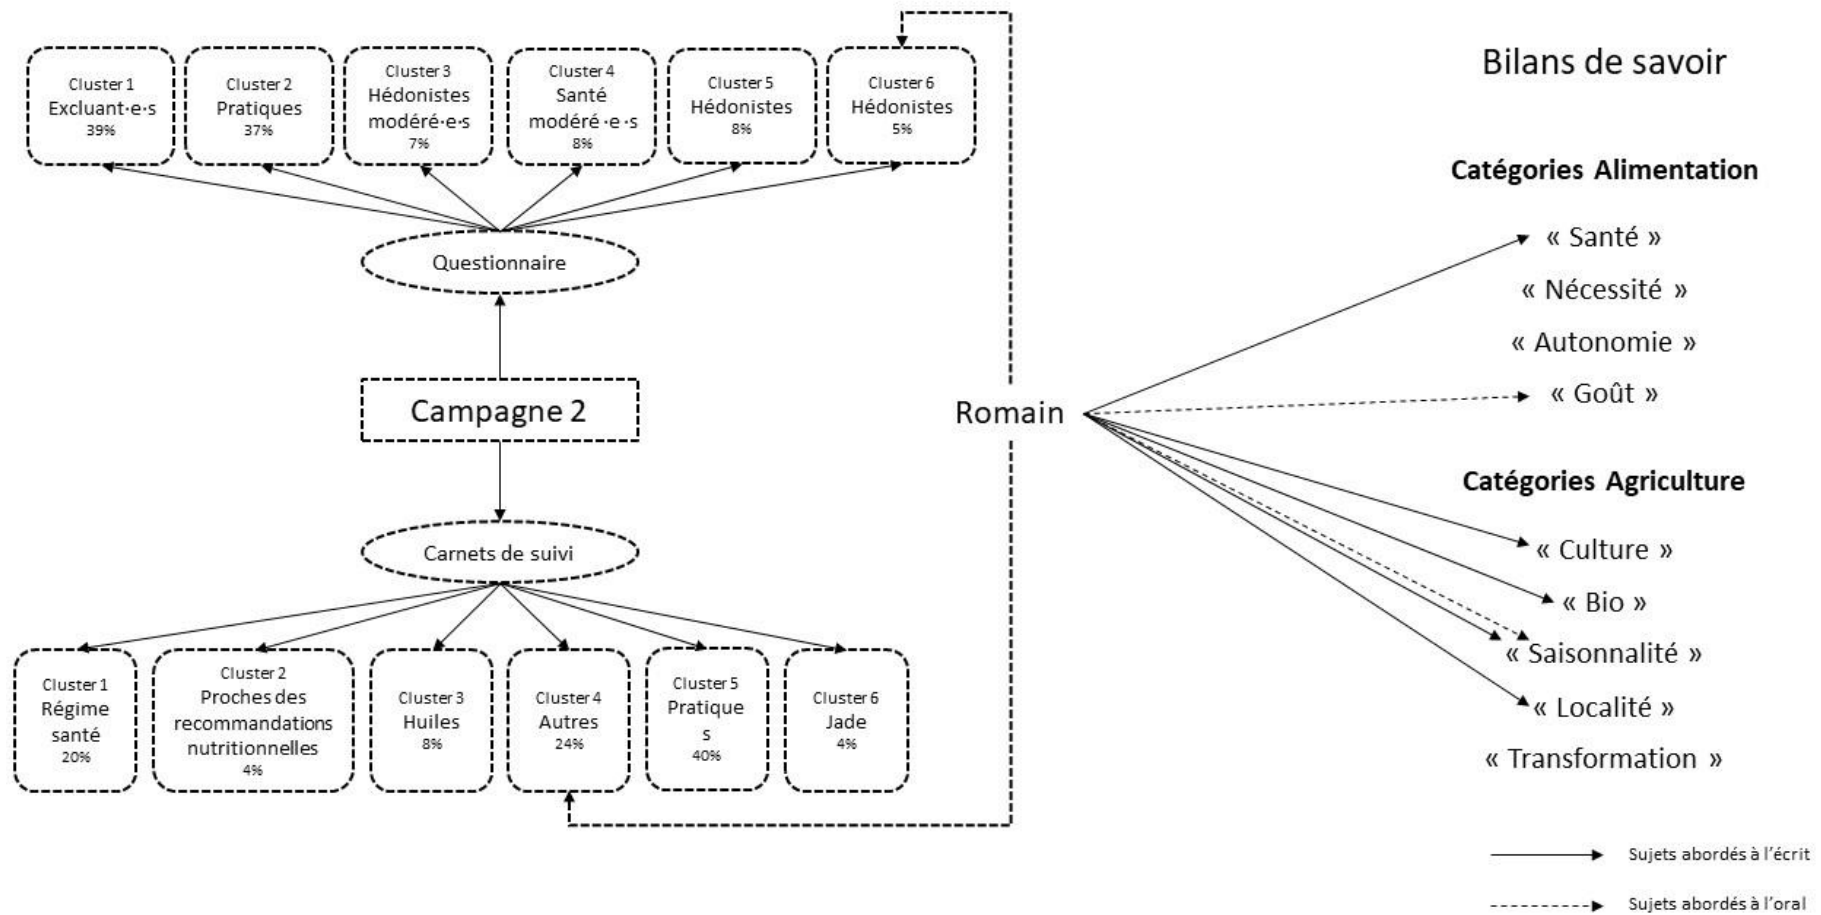 Cluster 1
Excluant·e·s
39%
Cluster 2
Pratiques
37%
Cluster 3
Hédonistes
modéré·e·s
7%
Cluster 4
Santé
modéré ·e ·s
8%
Cluster 5
Hédonistes
8%
Cluster 6
Hédonistes
5%
Questionnaire
Campagne 2
Carnets de suivi
Cluster 1
Régime
santé
20%
Cluster 2
Proches des
recommandations
nutritionnelles
4%
Cluster 3
Huiles
8%
Cluster 4
Autres
24%
Cluster 5
Pratique
s
40%
Cluster 6
Jade
4%
Romain
Bilans de savoir
Catégories Alimentation
« Santé »
« Nécessité »
« Autonomie »
« Goût »
Catégories Agriculture
« Culture »
« Bio »
« Saisonnalité »
« Localité »
« Transformation »
Sujets abordés à l'écrit
Sujets abordés à l'oral